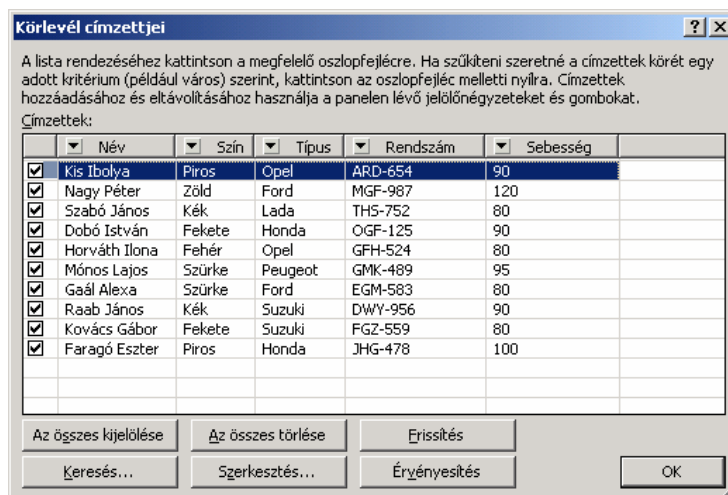 Körlevél címzettjei
A lista rendezéséhez kattintson a megfelelő oszlopfejlécre. Ha szűkíteni szeretné a címzettek körét egy
adott kritérium (például város) szerint, kattintson az oszlopfejléc melletti nyílra. Címzettek
hozzáadásához és eltávolításához használja a panelen lévő jelölőnégyzeteket és gombokat.
Címzettek:
Név Szín Típus Rendszám Sebesség
Kis Ibolya Piros Opel ARD-654 90
Nagy Péter Zöld Ford MGF-987 120
Szabó János Kék Lada THS-752 80
Dobó István Fekete Honda OGF-125 90
Horváth Ilona Fehér Opel GFH-524 80
Mónos Lajos Szürke Peugeot GMK-489 95
Gaál Alexa Szürke Ford EGM-583 80
Raab János Kék Suzuki DWY-956 90
Kovács Gábor Fekete Suzuki FGZ-559 80
Faragó Eszter Piros Honda JHG-478 100
Az összes kijelölése Az összes törlése Frissítés
Keresés... Szerkesztés... Érvényesítés OK